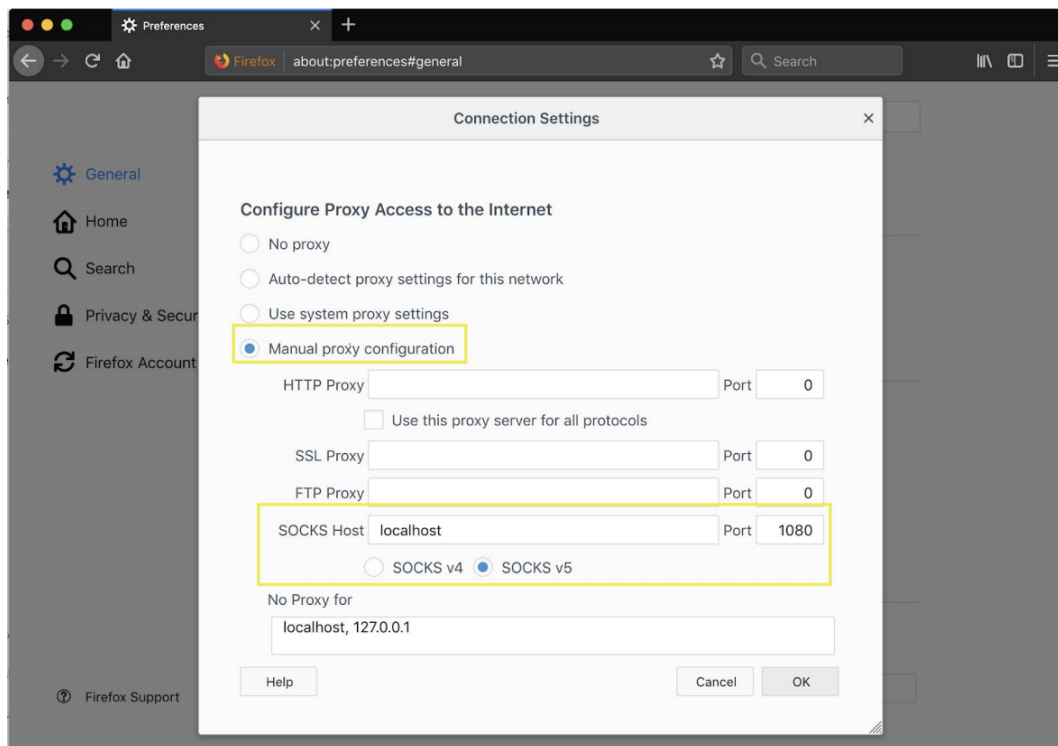 Preferences
Firefox about:preferences#general Search
Connection Settings
General
Home
Search
Privacy & Secur
Firefox Account
Firefox Support
Configure Proxy Access to the Internet
No proxy
Auto-detect proxy settings for this network
Use system proxy settings
Manual proxy configuration
HTTP Proxy Port 0
Use this proxy server for all protocols
SSL Proxy Port 0
FTP Proxy Port 0
SOCKS Host localhost Port 1080
SOCKS v4 SOCKS v5
No Proxy for
localhost, 127.0.0.1
Help Cancel OK